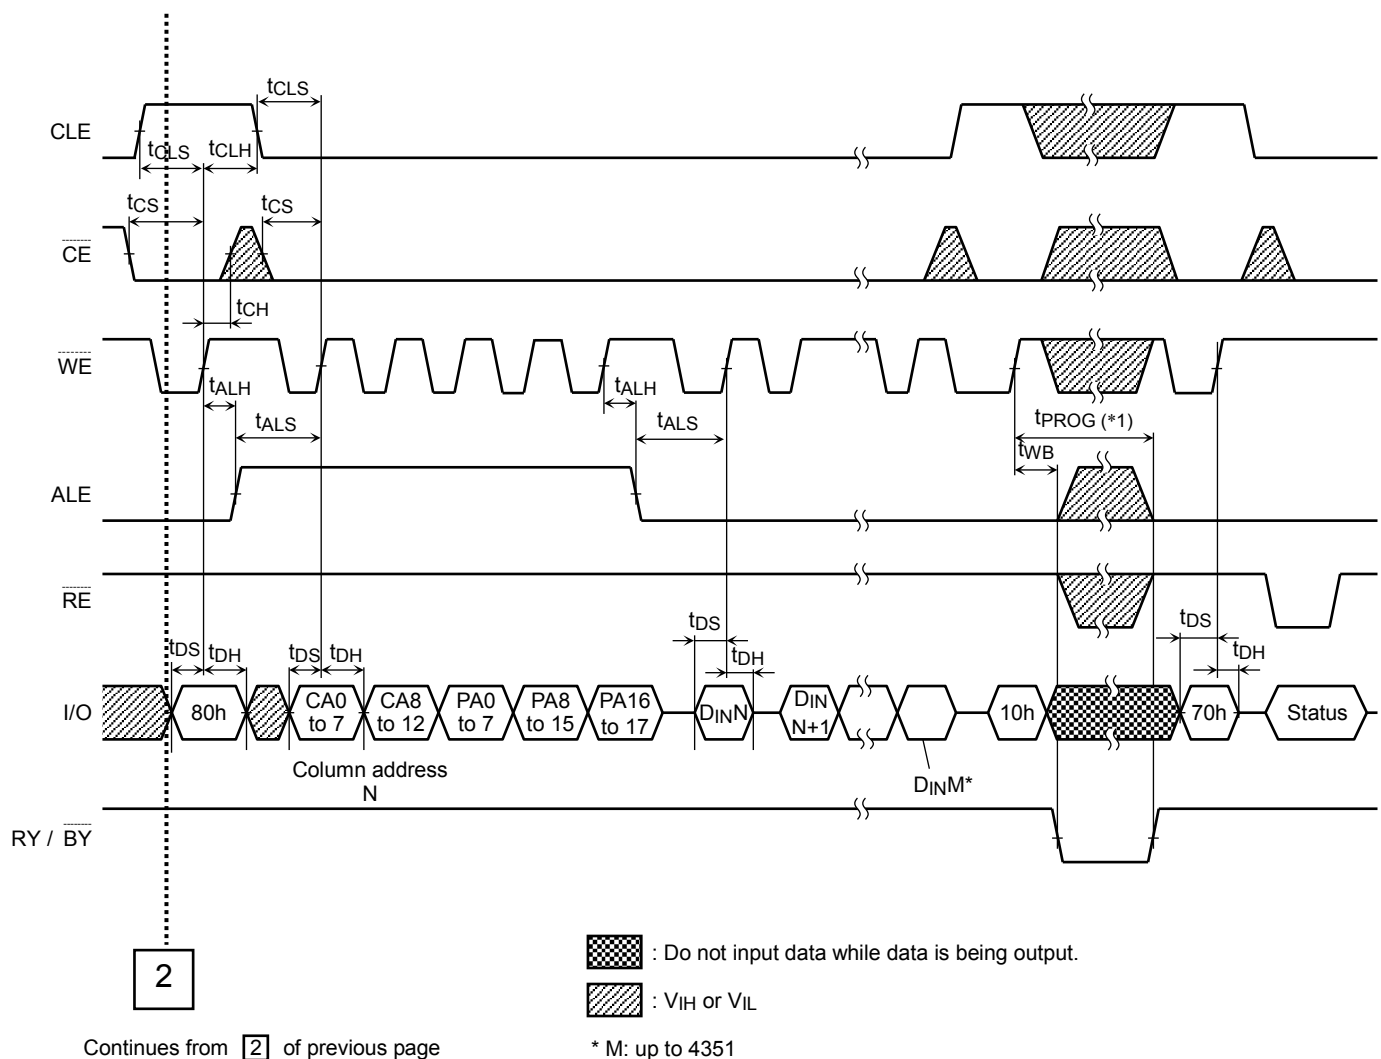 tCLS
CLE
tCLS tCLH
tCS tCS
CE
tCH
WE
tALH tALH
tALS tALS
tPROG (*1)
tWB
ALE
RE
tDS tDS
tDH tDH
tDS tDH tDS tDH
I/O 80h CA0 to 7 CA8 to 12 PA0 to 7 PA8 to 15 PA16 to 17 DINN DIN N+1 10h 70h Status
Column address
N
DINM*
RY / BY
2
: Do not input data while data is being output.
: VIH or VIL
Continues from 2 of previous page
* M: up to 4351